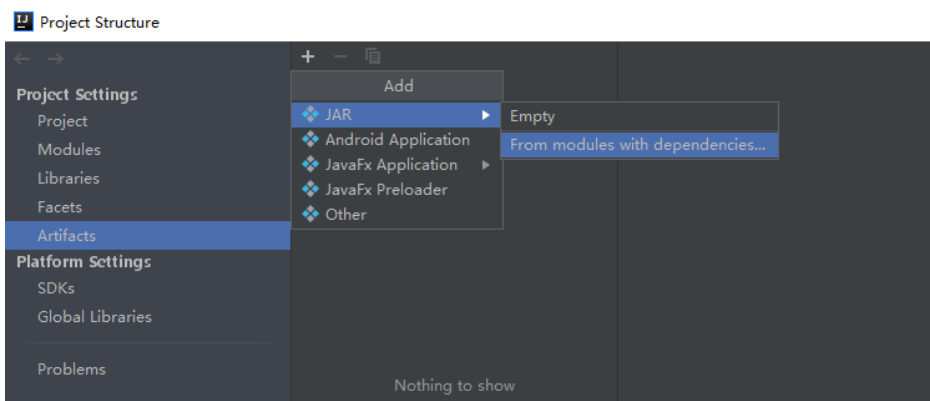 Project Structure
Project Settings
Project
Modules
Libraries
Facets
Artifacts
Platform Settings
SDKs
Global Libraries
Problems
Add
JAR
Android Application
JavaFx Application
JavaFx Preloader
Other
Empty
From modules with dependencies...
Nothing to show